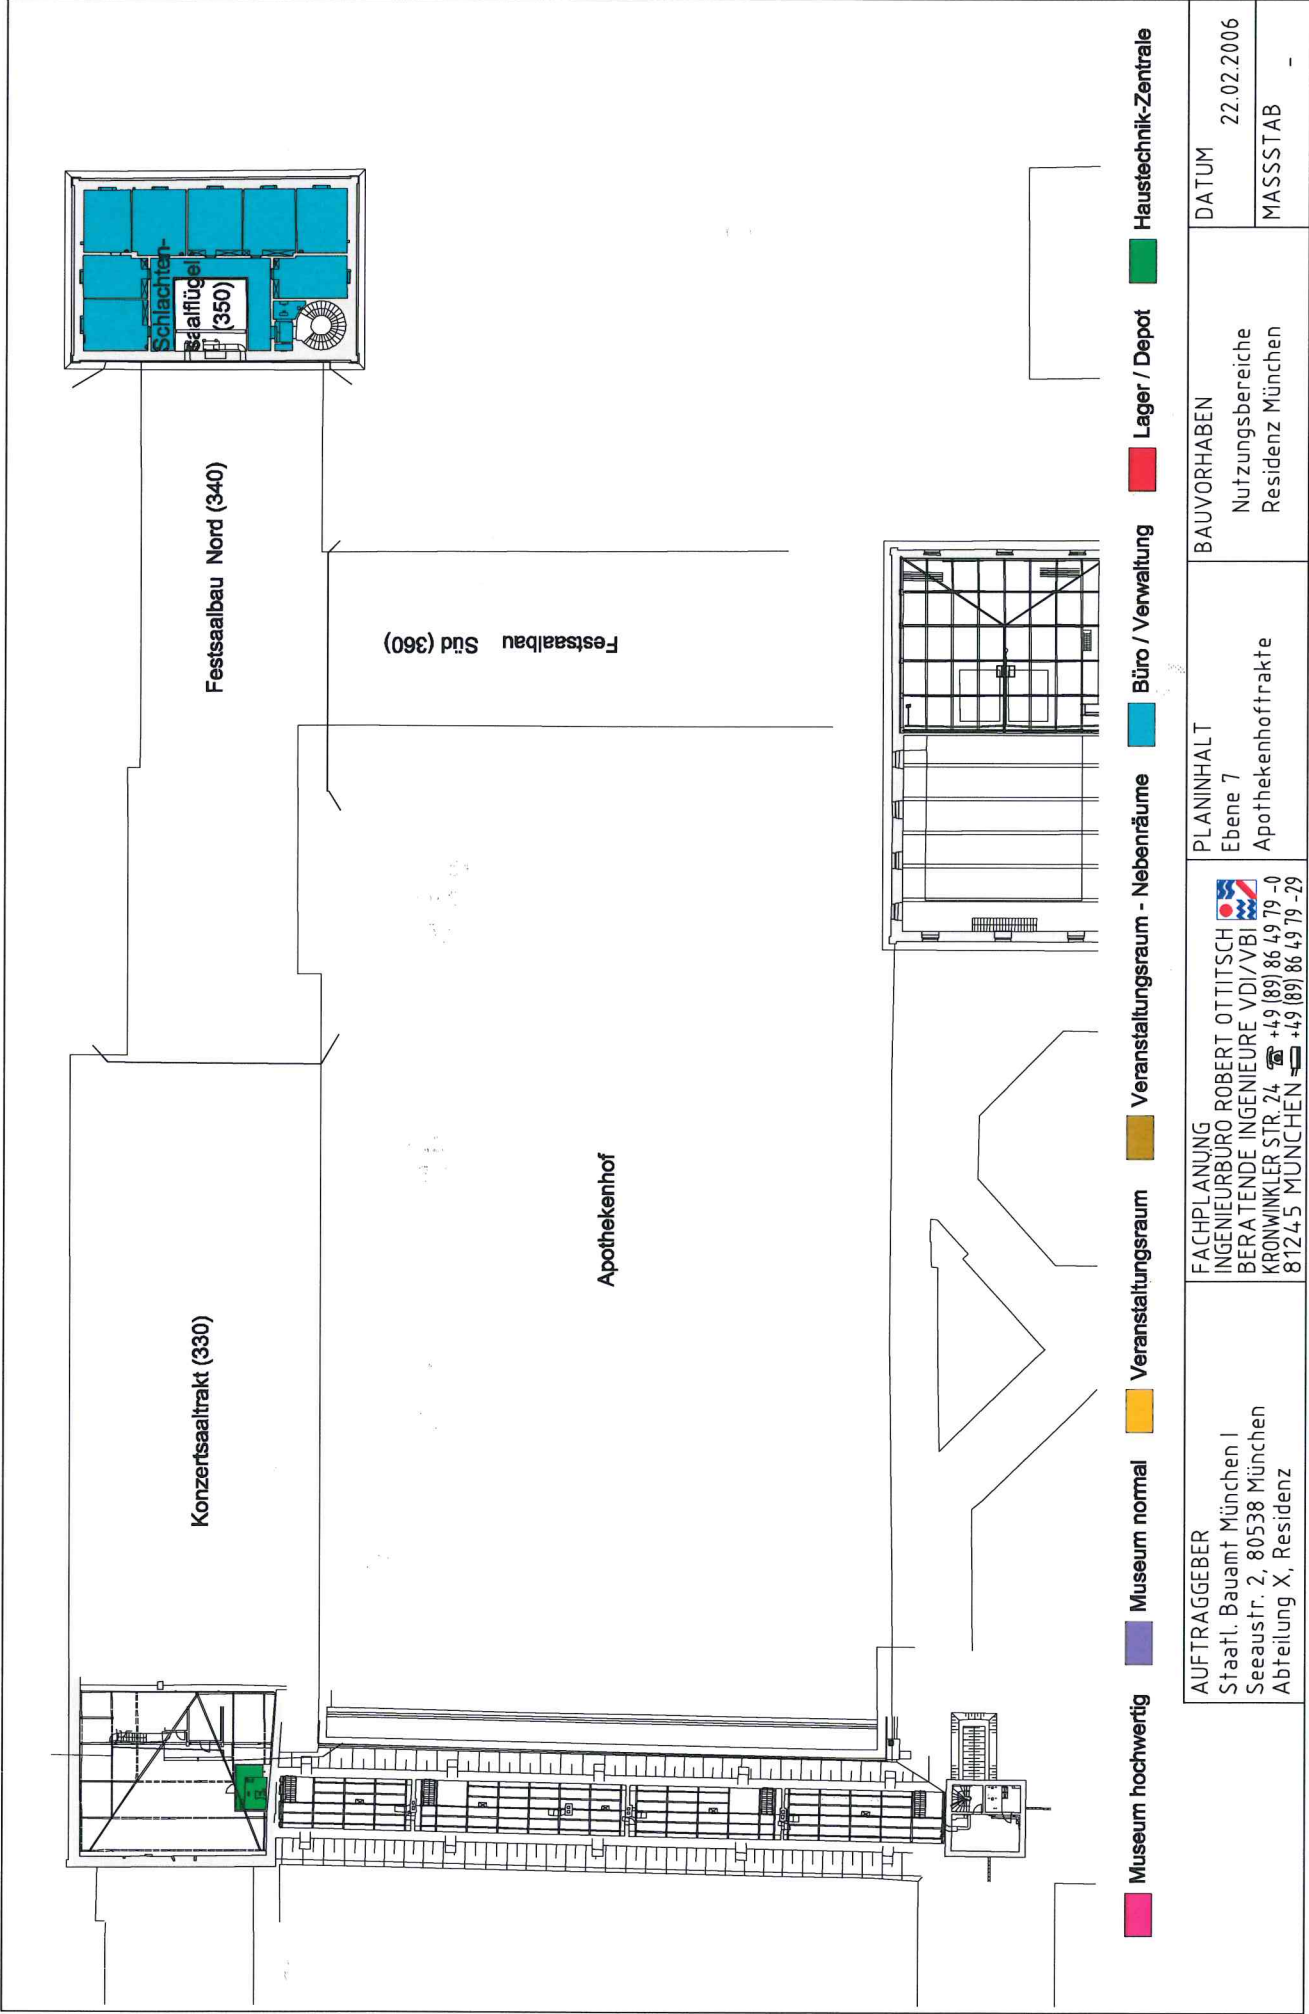 Schlachten-
saalflügel
(350)
Festsaalbau Nord (340)
Festsaalbau Süd (360)
Konzertsaaltrakt (330)
Apothekenhof
Museum hochwertig
Museum normal
Veranstaltungsraum
Veranstaltungsraum - Nebenräume
Büro / Verwaltung
Lager / Depot
Haustechnik-Zentrale
AUFTRAGGEBER
Staatl. Bauamt München I
Seeaustr. 2, 80538 München
Abteilung X, Residenz
FACHPLANUNG
INGENIEURBÜRO ROBERT OTTITSCH
BERATENDE INGENIEURE VDI/VBI
KRONWINKLER STR. 24 ☎ +49 (89) 86 49 79 -0
81245 MÜNCHEN +49 (89) 86 49 79 -29
PLANINHALT
Ebene 7
Apothekenhoftrakte
BAUVORHABEN
Nutzungsbereiche
Residenz München
DATUM
22.02.2006
MASSSTAB -